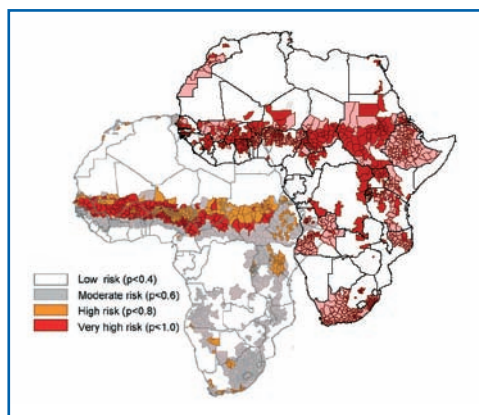 Low risk (p<0.4)
Moderate risk (p<0.6)
High risk (p<0.8)
Very high risk (p<1.0)